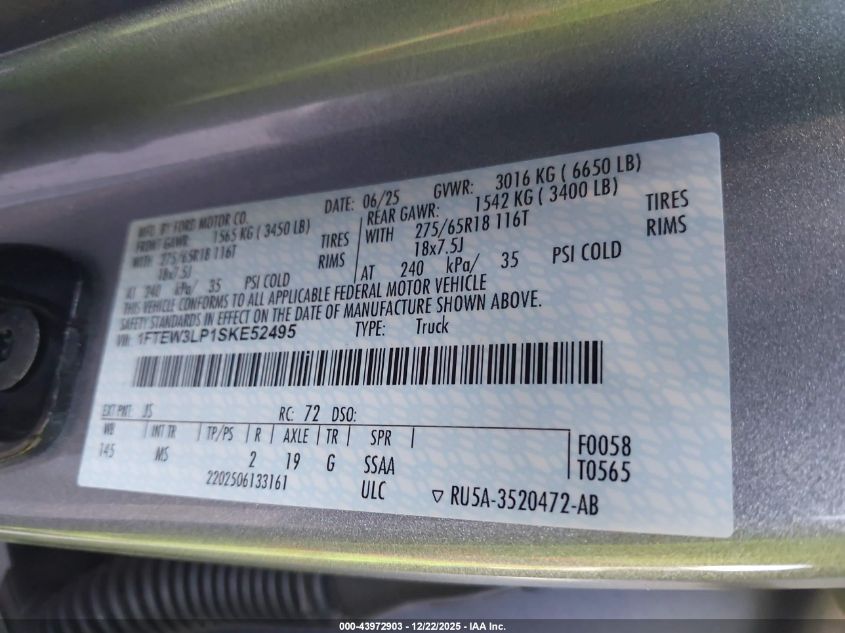 MFD. BY FORD MOTOR CO. DATE: 06/25 GVWR: 3016 KG ( 6650 LB)
FRONT GAWR: 1565 KG ( 3450 LB) REAR GAWR: 1542 KG ( 3400 LB)
WITH 275/65R18 116T TIRES WITH 275/65R18 116T TIRES
18x7.5J RIMS 18x7.5J RIMS
AT 240 kPa/ 35 PSI COLD AT 240 kPa/ 35 PSI COLD
THIS VEHICLE CONFORMS TO ALL APPLICABLE FEDERAL MOTOR VEHICLE
SAFETY STANDARDS IN EFFECT ON THE DATE OF MANUFACTURE SHOWN ABOVE.
VIN: 1FTEW3LP1SKE52495 TYPE: Truck
EXT PNT: JS RC: 72 DSO:
WB INT TR TP/PS R AXLE TR SPR F0058
145 MS 2 19 G SSAA T0565
2202506133161 ULC ▽ RU5A-3520472-AB
000-43972903 - 12/22/2025 - IAA Inc.